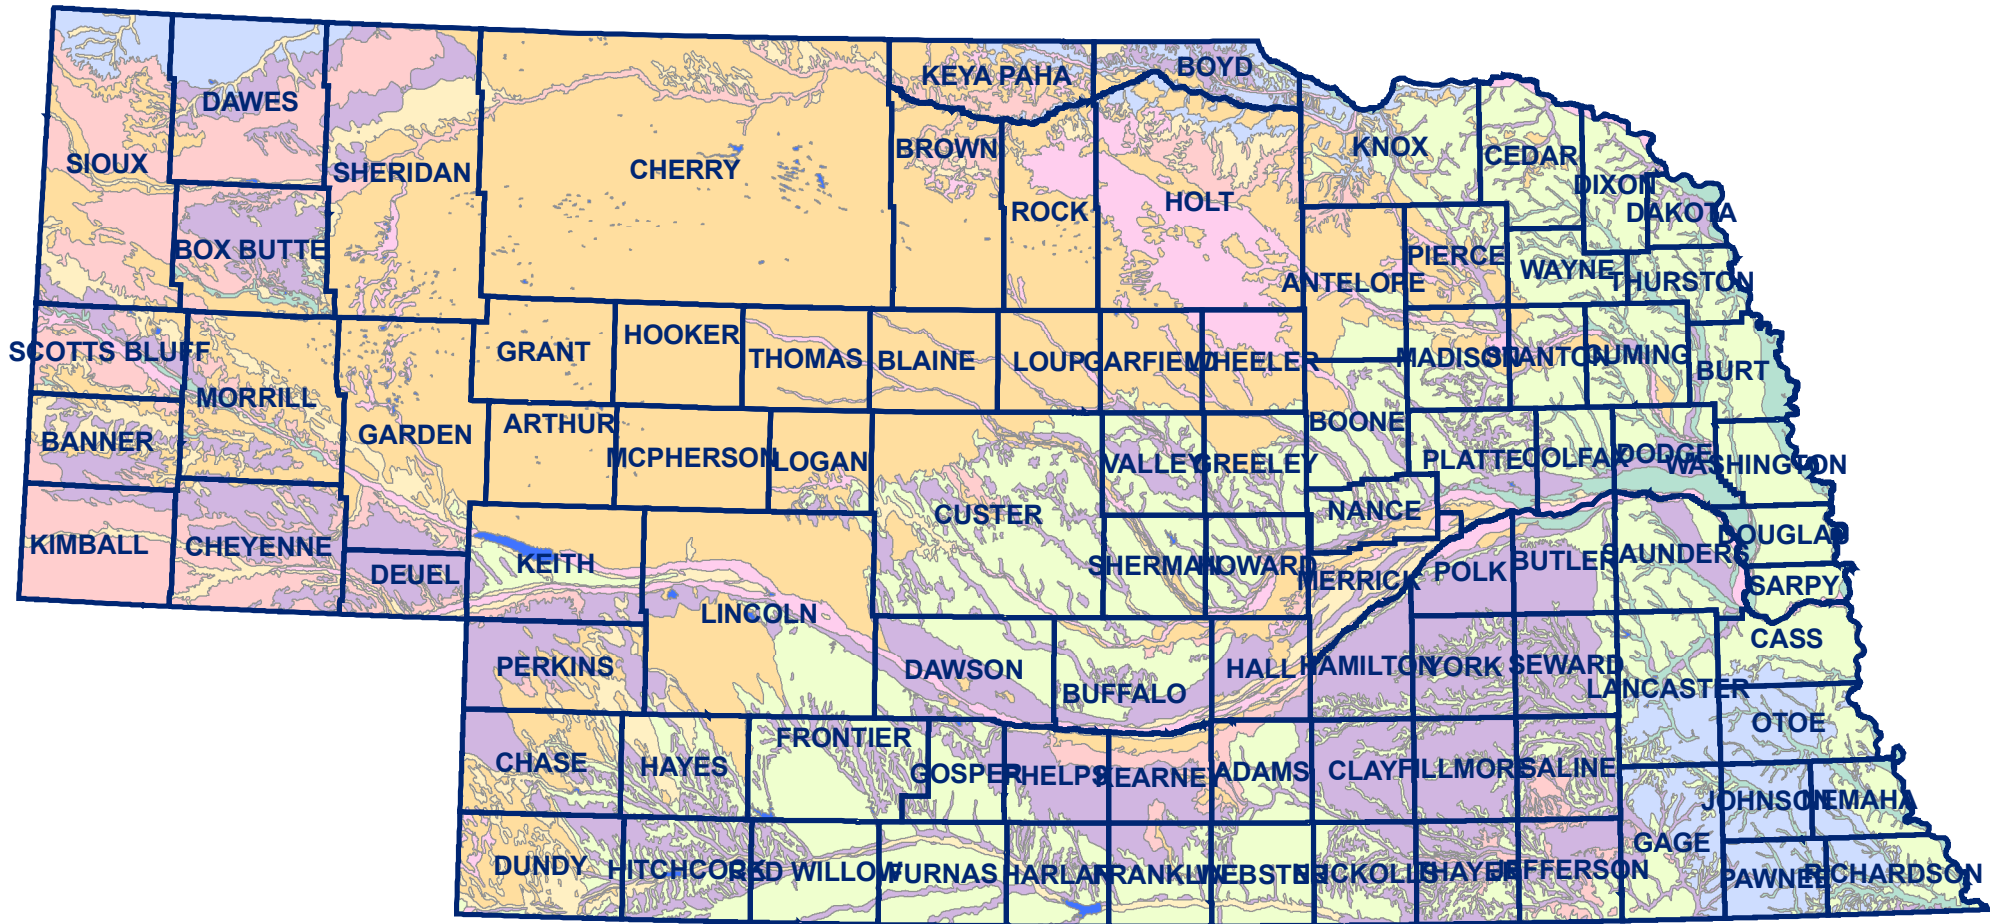 BOYD
KEYA PAHA
DAWES
KNOX
CEDAR
BROWN
SIOUX
SHERIDAN
CHERRY
DIXON
HOLT
ROCK
DAKOTA
BOX BUTTE
PIERCE
WAYNE
ANTELOPE
THURSTON
HOOKER
SCOTTS BLUFF
GRANT
THOMAS
BLAINE
LOUP
GARFIELD
WHEELER
MADISON
STANTON
CUMING
BURT
MORRILL
ARTHUR
BOONE
BANNER
GARDEN
MCPHERSON
LOGAN
VALLEY
GREELEY
PLATTE
COLFAX
DODGE
WASHINGTON
CUSTER
NANCE
KIMBALL
CHEYENNE
DOUGLAS
KEITH
DEUEL
SHERMAN
HOWARD
MERRICK
POLK
BUTLER
SAUNDERS
SARPY
LINCOLN
CASS
PERKINS
DAWSON
BUFFALO
HALL
HAMILTON
YORK
SEWARD
LANCASTER
OTOE
FRONTIER
CHASE
HAYES
GOSPER
PHELPS
KEARNEY
ADAMS
CLAY
FILLMORE
SALINE
JOHNSON
NEMAHA
GAGE
DUNDY
HITCHCOCK
RED WILLOW
FURNAS
HARLAN
FRANKLIN
WEBSTER
NUCKOLLS
THAYER
JEFFERSON
PAWNEE
RICHARDSON